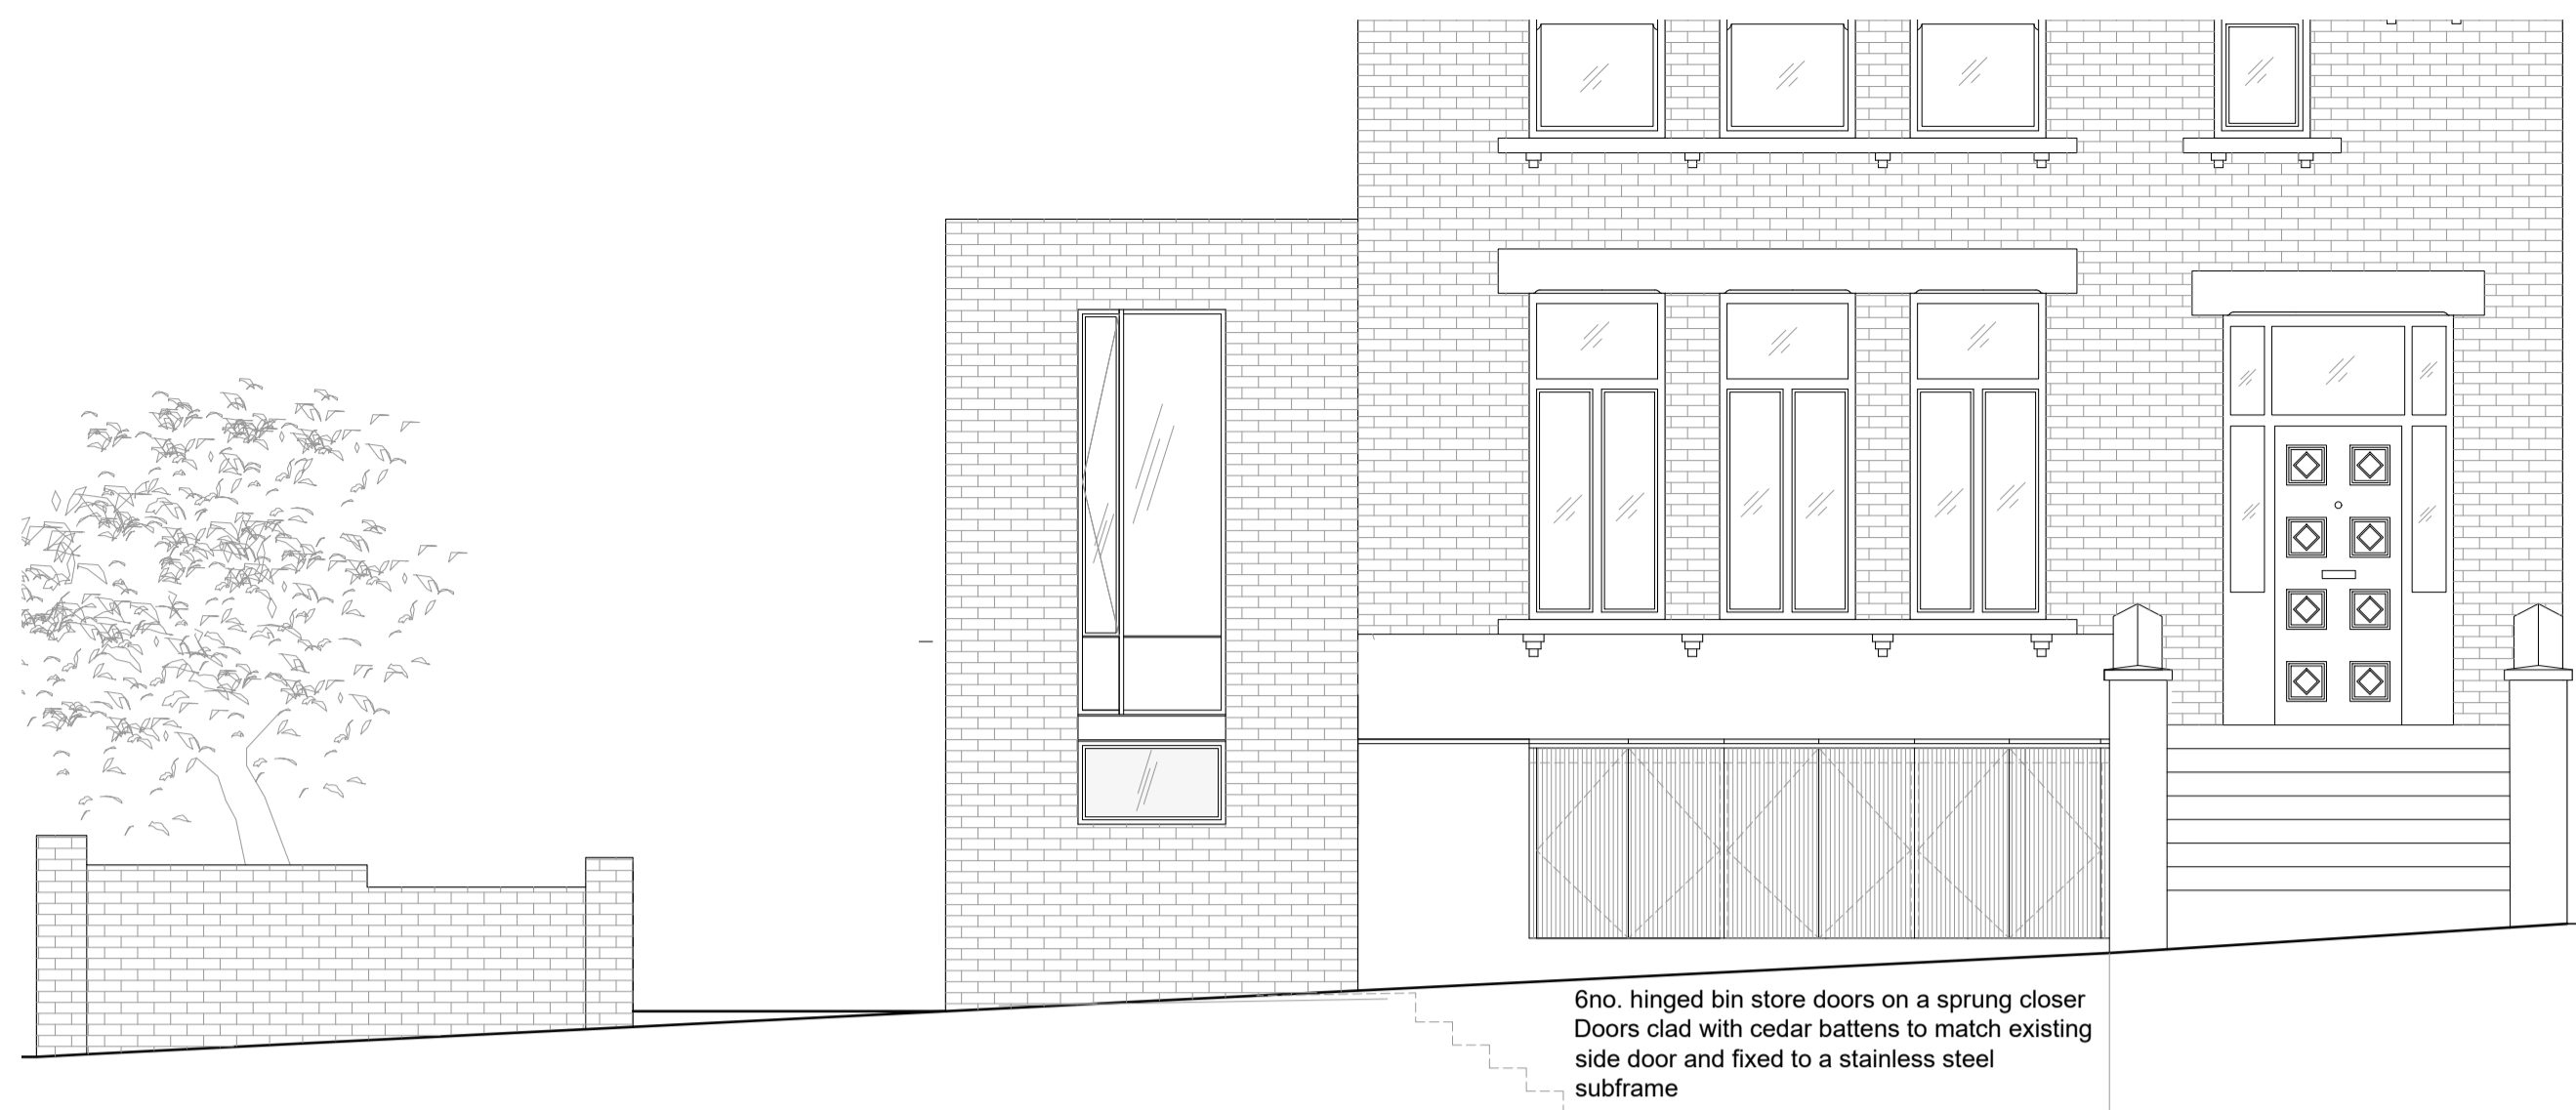 6no. hinged bin store doors on a sprung closer
Doors clad with cedar battens to match existing
side door and fixed to a stainless steel
subframe